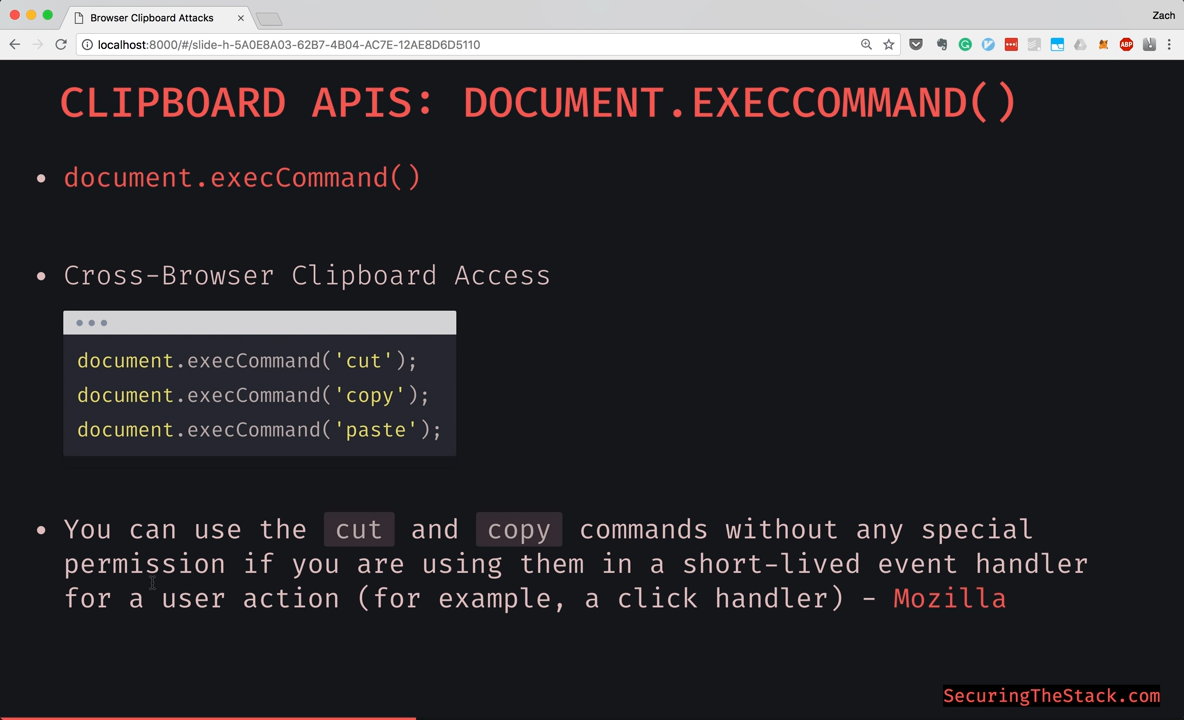 Browser Clipboard Attacks
Zach
localhost:8000/#/slide-h-5A0E8A03-62B7-4B04-AC7E-12AE8D6D5110
ABP
CLIPBOARD APIS: DOCUMENT.EXECCOMMAND()
document.execCommand()
Cross-Browser Clipboard Access
document.execCommand('cut');
document.execCommand('copy');
document.execCommand('paste');
You can use the cut and copy commands without any special
permission if you are using them in a short-lived event handler
for a user action (for example, a click handler) - Mozilla
SecuringTheStack.com